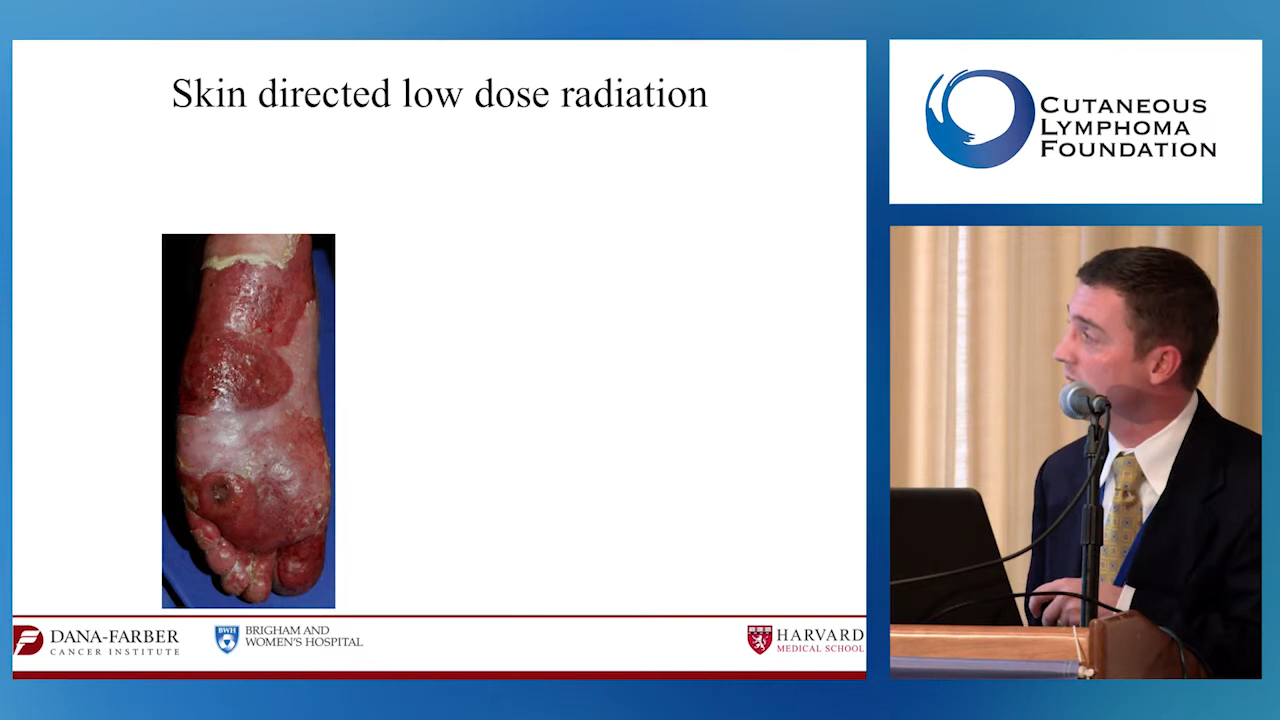 Skin directed low dose radiation
CUTANEOUS
LYMPHOMA
FOUNDATION
DANA-FARBER
CANCER INSTITUTE
BWH
BRIGHAM AND
WOMEN'S HOSPITAL
HARVARD
MEDICAL SCHOOL